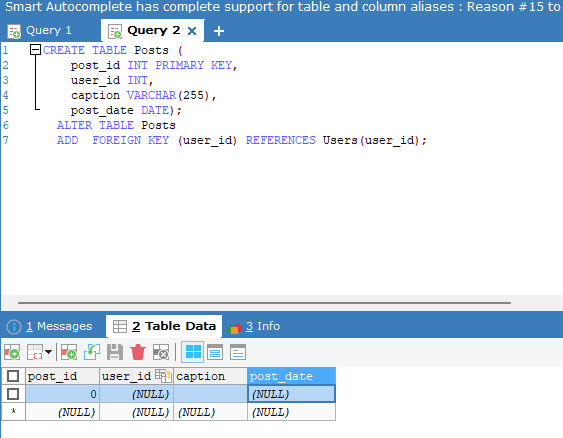 Smart Autocomplete has complete support for table and column aliases : Reason #15 to
Query 1 Query 2 × +
1 CREATE TABLE Posts (
2 post_id INT PRIMARY KEY,
3 user_id INT,
4 caption VARCHAR(255),
5 post_date DATE);
6 ALTER TABLE Posts
7 ADD  FOREIGN KEY (user_id) REFERENCES Users(user_id);
1 Messages 2 Table Data 3 Info
post_id user_id caption post_date
0 (NULL) (NULL)
* (NULL) (NULL) (NULL) (NULL)